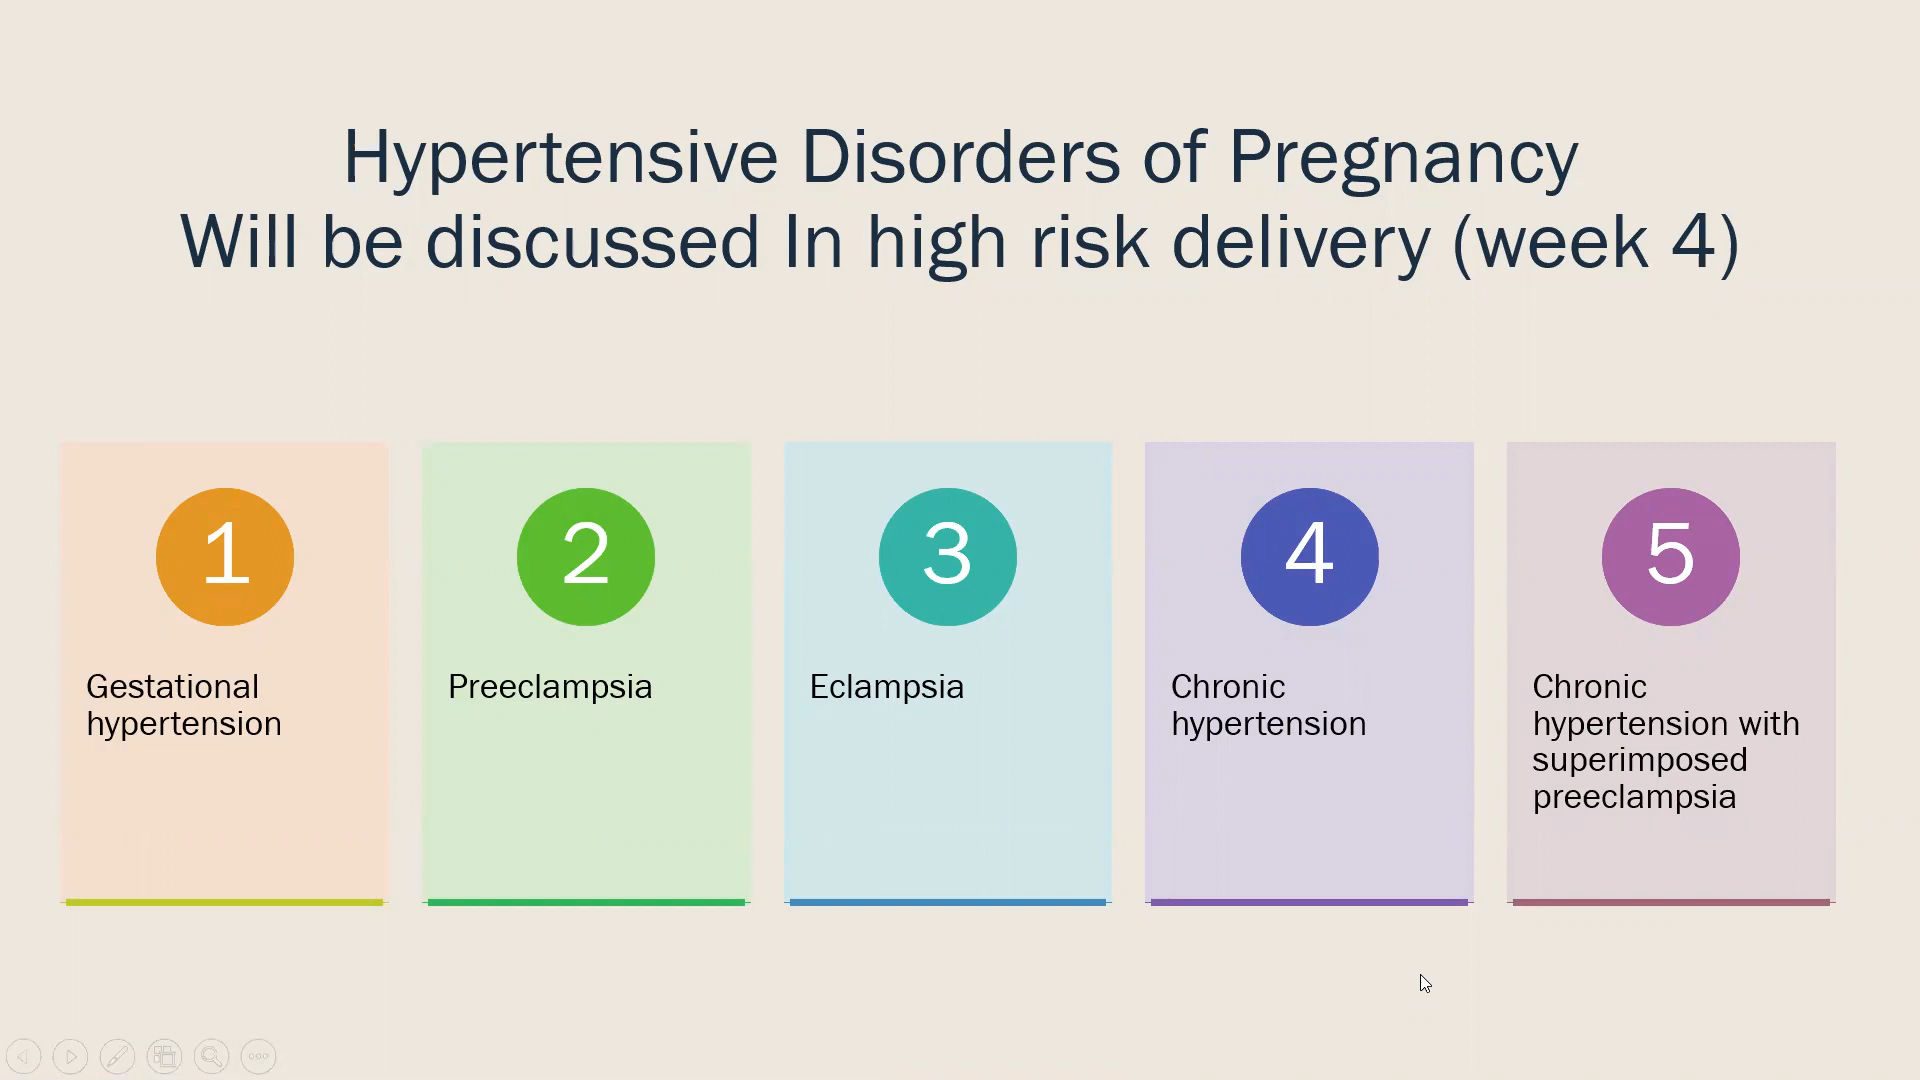 Hypertensive Disorders of Pregnancy
Will be discussed In high risk delivery (week 4)
1
Gestational
hypertension
2
Preeclampsia
3
Eclampsia
4
Chronic
hypertension
5
Chronic
hypertension with
superimposed
preeclampsia